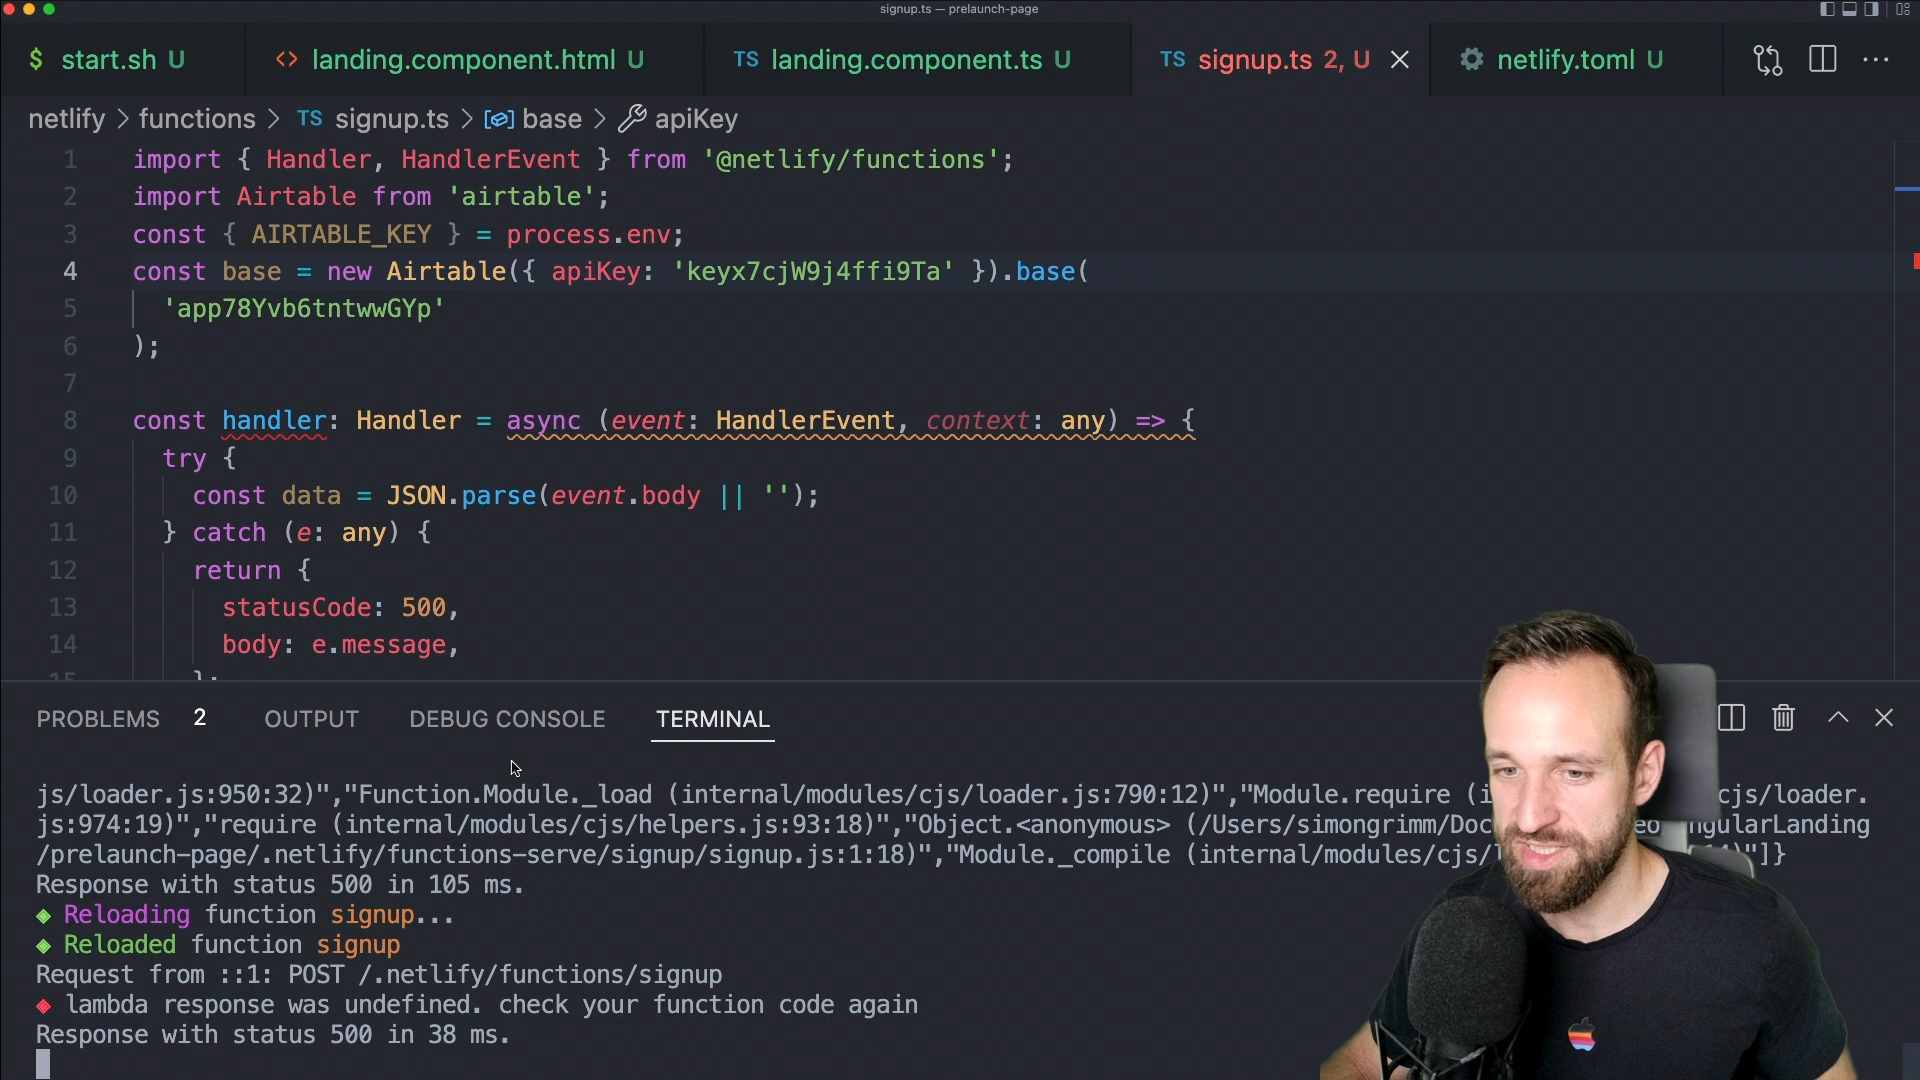 signup.ts — prelaunch-page
$ start.sh U
<> landing.component.html U
TS landing.component.ts U
TS signup.ts 2, U
netlify.toml U
netlify > functions > TS signup.ts > base > apiKey
1 import { Handler, HandlerEvent } from '@netlify/functions';
2 import Airtable from 'airtable';
3 const { AIRTABLE_KEY } = process.env;
4 const base = new Airtable({ apiKey: 'keyx7cjW9j4ffi9Ta' }).base(
5 'app78Yvb6tntwwGYp'
6 );
7
8 const handler: Handler = async (event: HandlerEvent, context: any) => {
9 try {
10 const data = JSON.parse(event.body || '');
11 } catch (e: any) {
12 return {
13 statusCode: 500,
14 body: e.message,
15 };
PROBLEMS 2 OUTPUT DEBUG CONSOLE TERMINAL
js/loader.js:950:32)","Function.Module._load (internal/modules/cjs/loader.js:790:12)","Module.require (i cjs/loader.
js:974:19)","require (internal/modules/cjs/helpers.js:93:18)","Object.<anonymous> (/Users/simongrimm/Doc eo ngularLanding
/prelaunch-page/.netlify/functions-serve/signup/signup.js:1:18)","Module._compile (internal/modules/cjs/ )"]}
Response with status 500 in 105 ms.
◈ Reloading function signup...
◈ Reloaded function signup
Request from ::1: POST /.netlify/functions/signup
◈ lambda response was undefined. check your function code again
Response with status 500 in 38 ms.